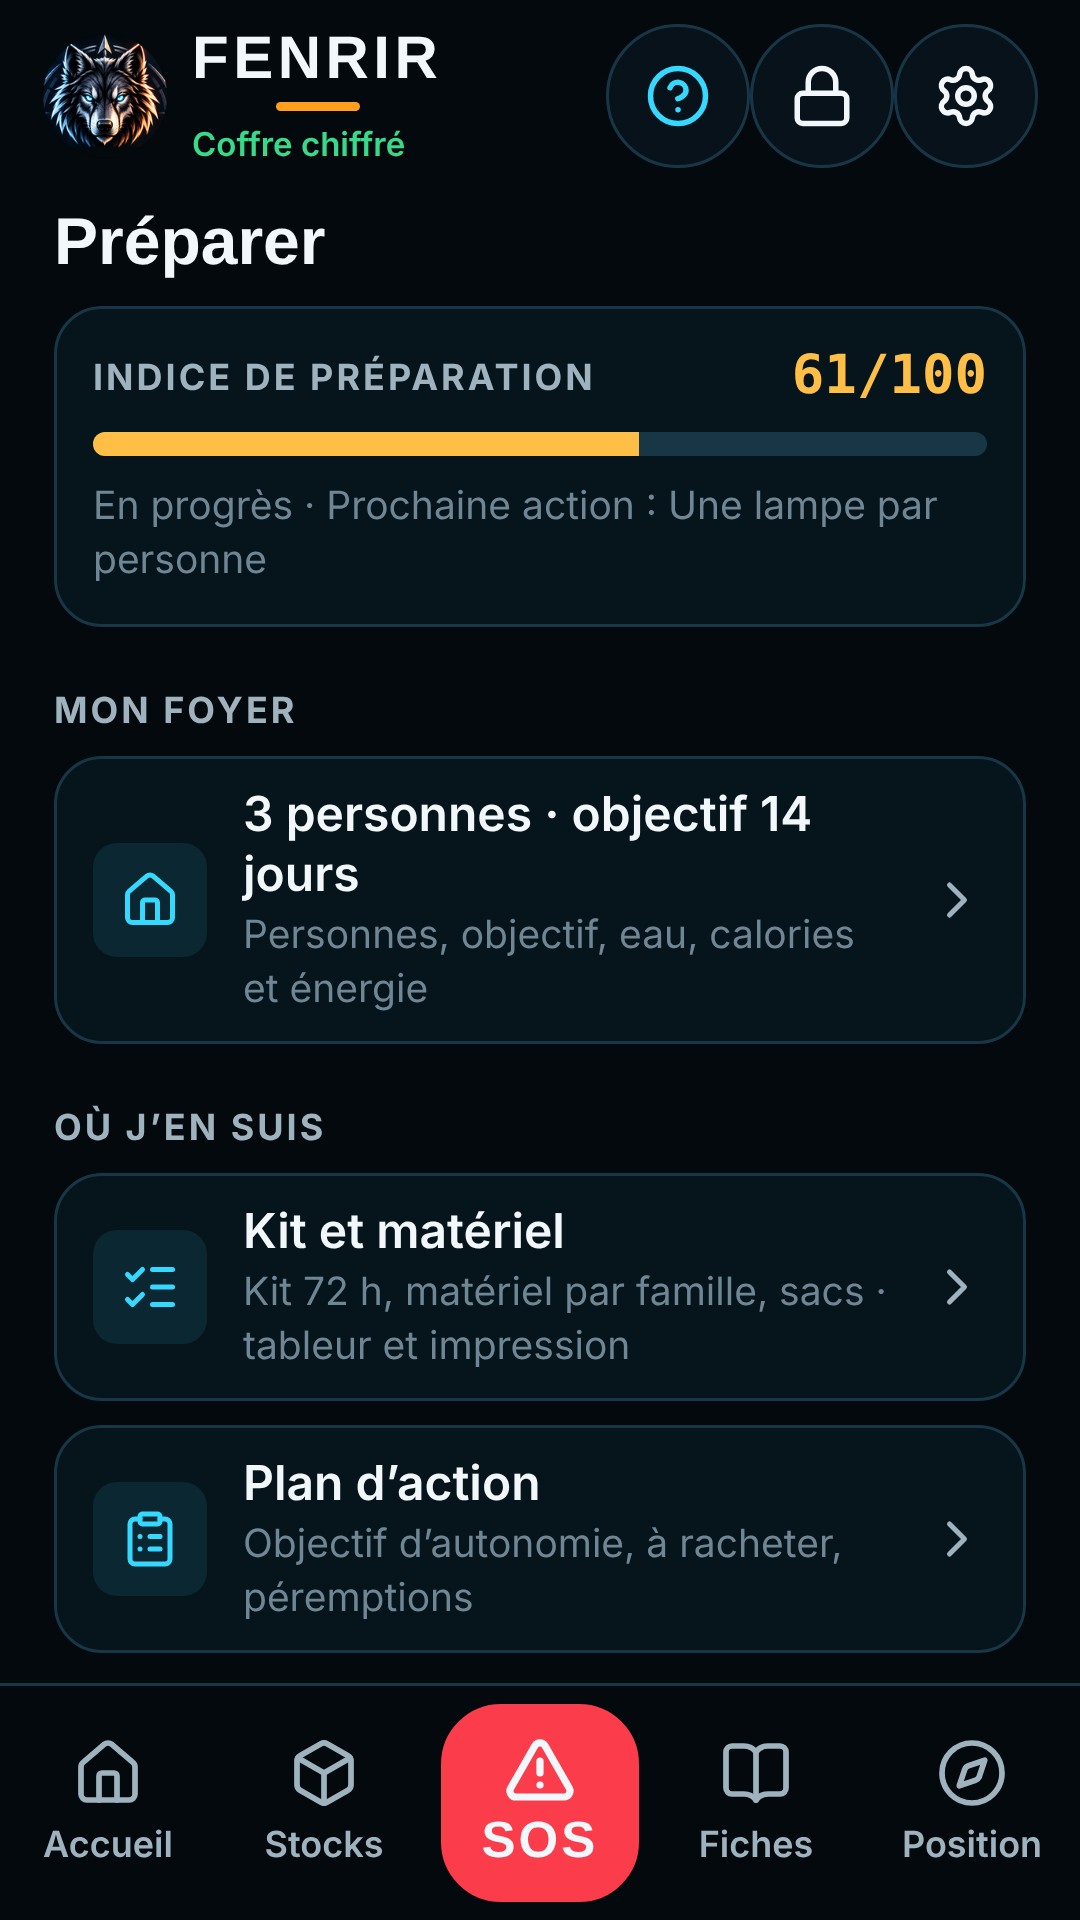 FENRIR
Coffre chiffré
Préparer
INDICE DE PRÉPARATION 61/100
En progrès · Prochaine action : Une lampe par
personne
MON FOYER
3 personnes · objectif 14
jours
Personnes, objectif, eau, calories
et énergie
OÙ J’EN SUIS
Kit et matériel
Kit 72 h, matériel par famille, sacs ·
tableur et impression
Plan d’action
Objectif d’autonomie, à racheter,
péremptions
Accueil Stocks SOS Fiches Position